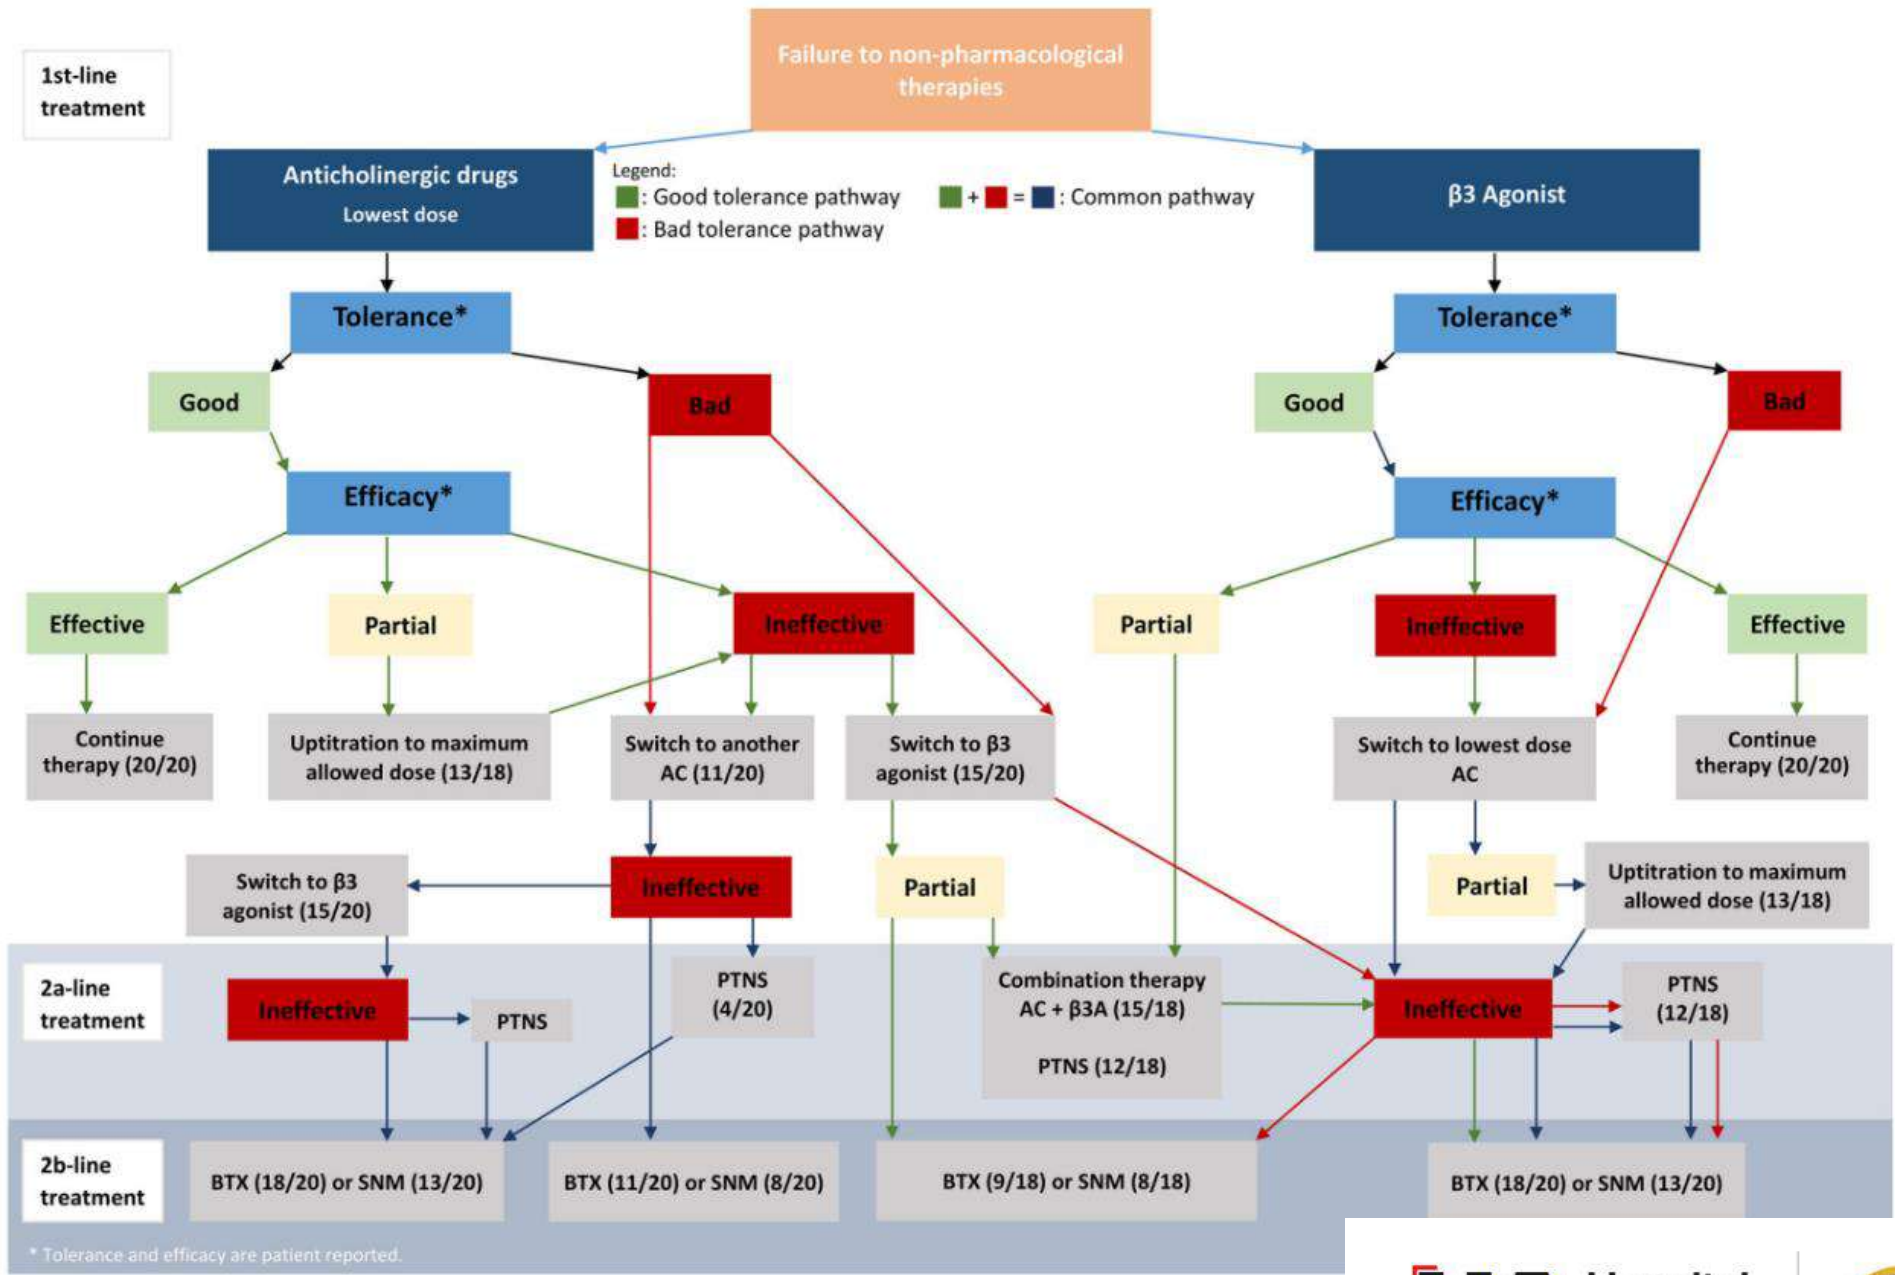 Failure to non-pharmacological
therapies
1st-line
treatment
Anticholinergic drugs
Lowest dose
Legend:
: Good tolerance pathway
+ = : Common pathway
: Bad tolerance pathway
β3 Agonist
Tolerance*
Tolerance*
Good
Bad
Good
Bad
Efficacy*
Efficacy*
Effective
Partial
Ineffective
Partial
Ineffective
Effective
Continue
therapy (20/20)
Uptitration to maximum
allowed dose (13/18)
Switch to another
AC (11/20)
Switch to β3
agonist (15/20)
Switch to lowest dose
AC
Continue
therapy (20/20)
Switch to β3
agonist (15/20)
Ineffective
Partial
Partial
Uptitration to maximum
allowed dose (13/18)
2a-line
treatment
Ineffective
PTNS
PTNS
(4/20)
Combination therapy
AC + β3A (15/18)
PTNS (12/18)
Ineffective
PTNS
(12/18)
2b-line
treatment
BTX (18/20) or SNM (13/20)
BTX (11/20) or SNM (8/20)
BTX (9/18) or SNM (8/18)
BTX (18/20) or SNM (13/20)
* Tolerance and efficacy are patient reported.